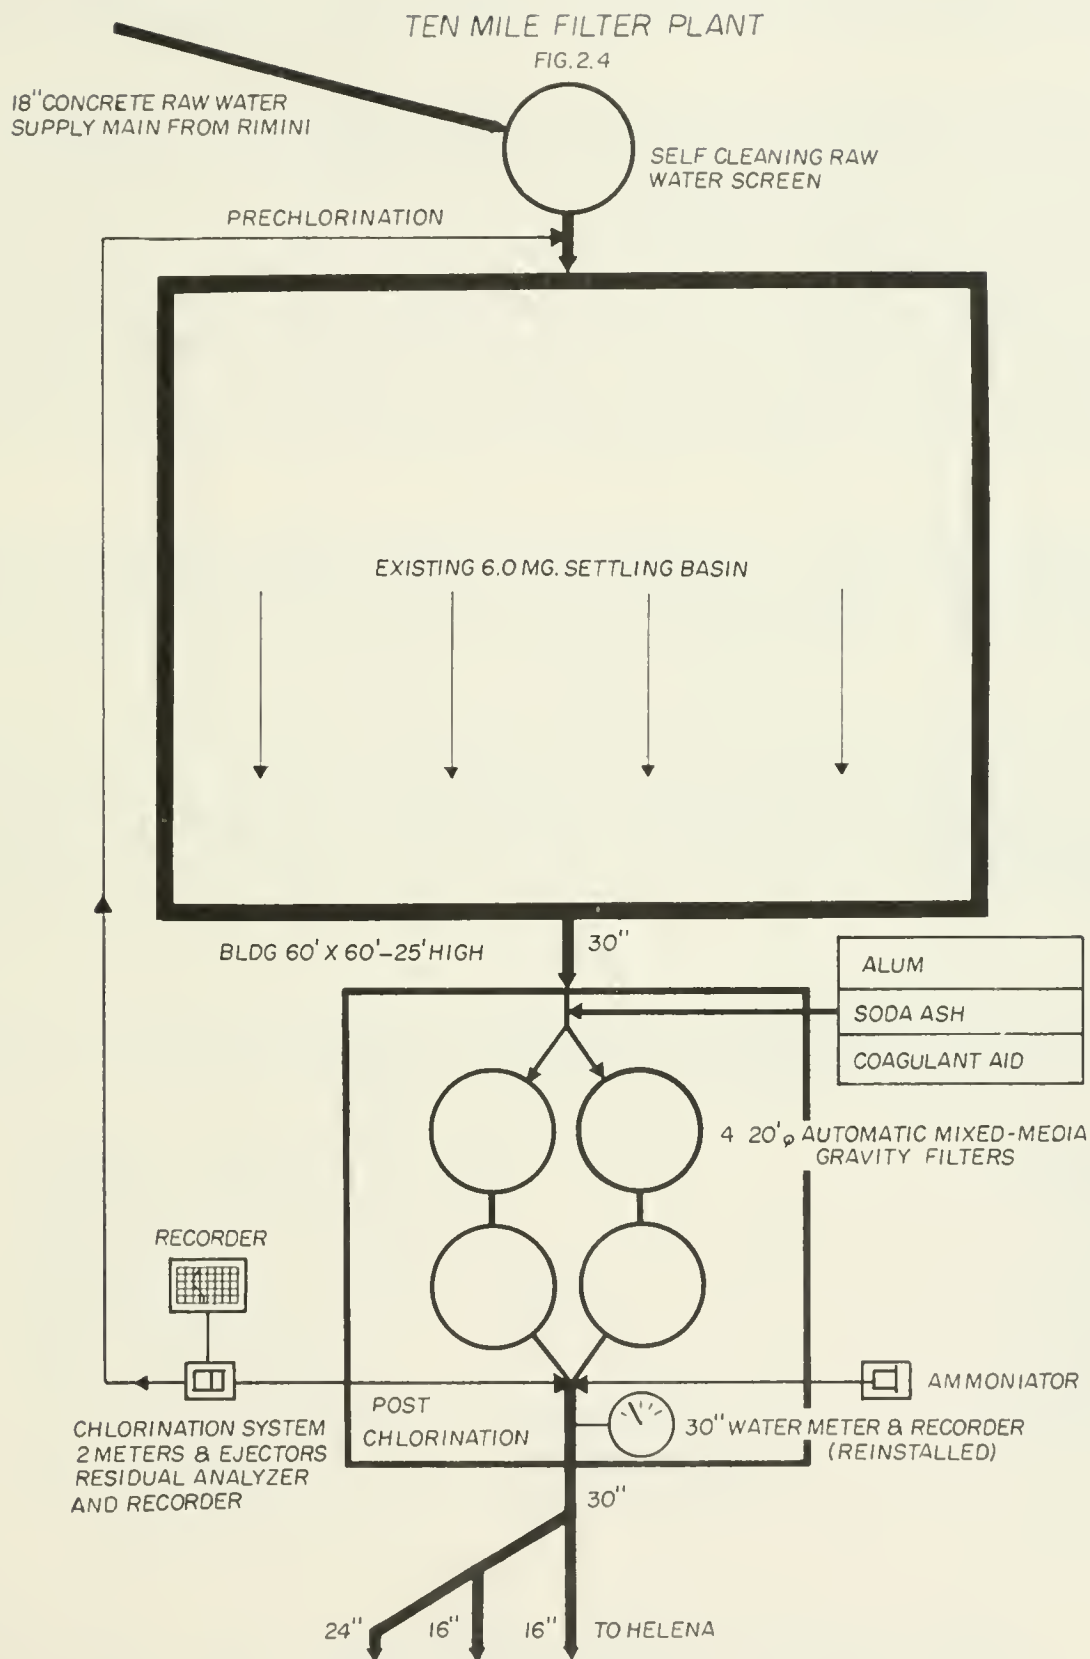 TEN MILE FILTER PLANT
FIG. 2.4
18" CONCRETE RAW WATER
SUPPLY MAIN FROM RIMINI
SELF CLEANING RAW
WATER SCREEN
PRECHLORINATION
EXISTING 6.0 MG. SETTLING BASIN
BLDG 60' X 60'-25' HIGH
30"
ALUM
SODA ASH
COAGULANT AID
4 20'φ AUTOMATIC MIXED-MEDIA
GRAVITY FILTERS
RECORDER
CHLORINATION SYSTEM
2 METERS & EJECTORS
RESIDUAL ANALYZER
AND RECORDER
POST
CHLORINATION
AMMONIATOR
30" WATER METER & RECORDER
(REINSTALLED)
30"
24"
16"
16"
TO HELENA